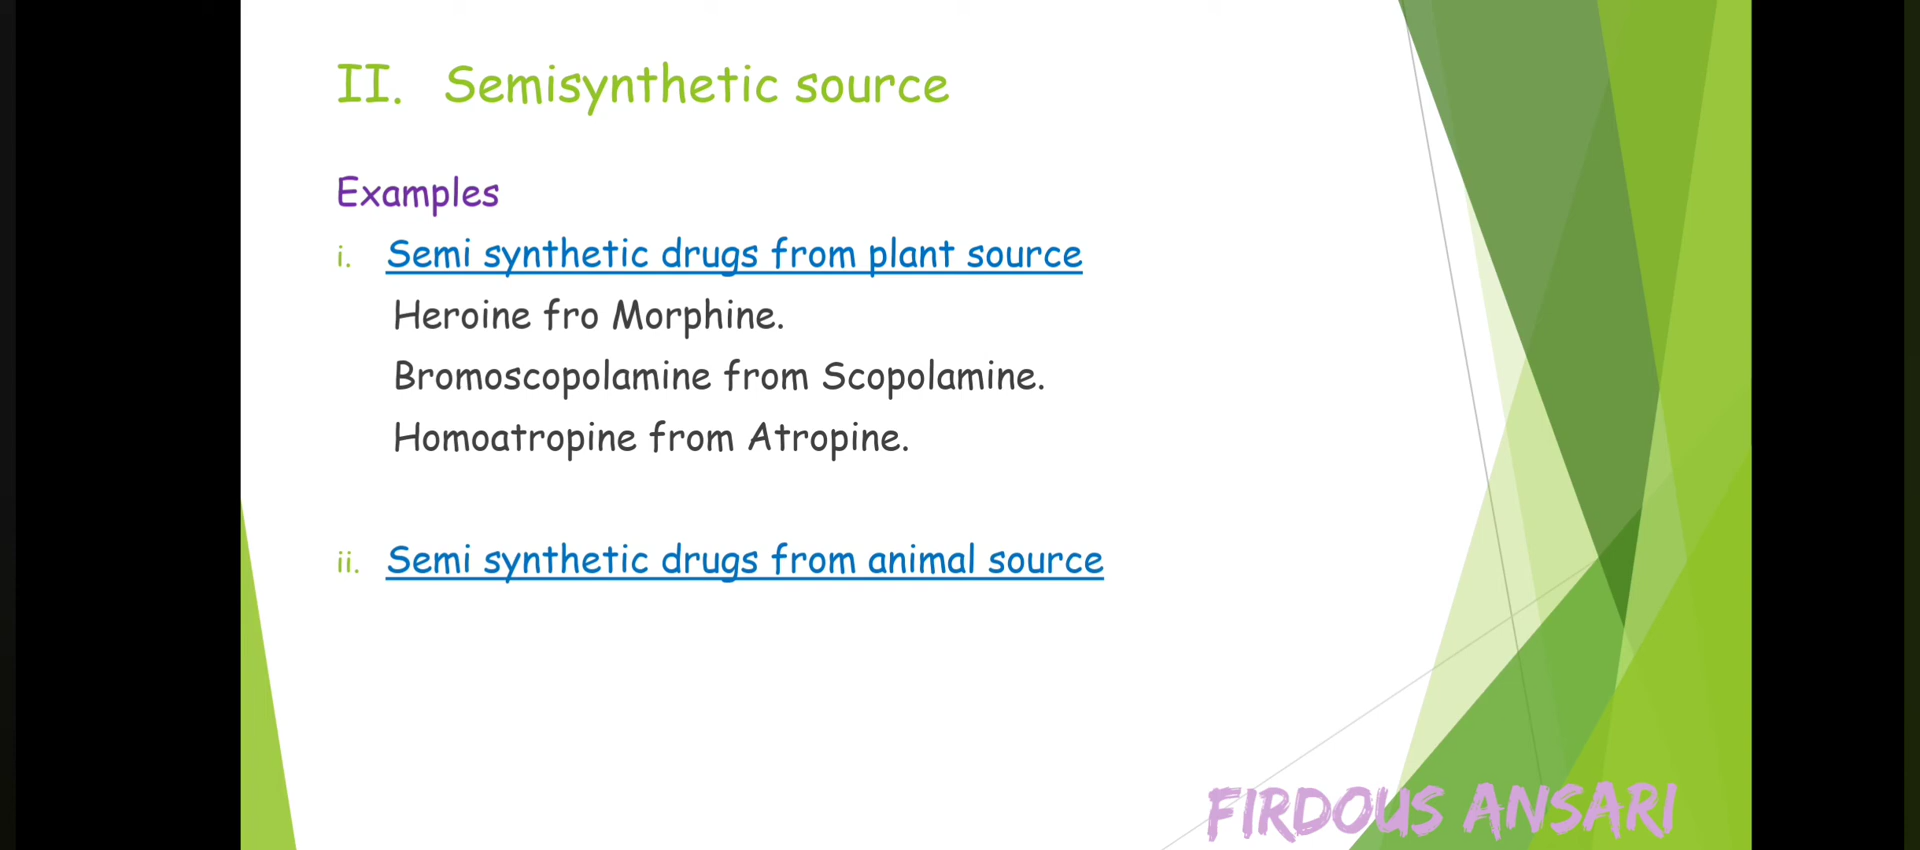 II. Semisynthetic source
Examples
i. Semi synthetic drugs from plant source
Heroine fro Morphine.
Bromoscopolamine from Scopolamine.
Homoatropine from Atropine.
ii. Semi synthetic drugs from animal source
FIRDOUS ANSARI